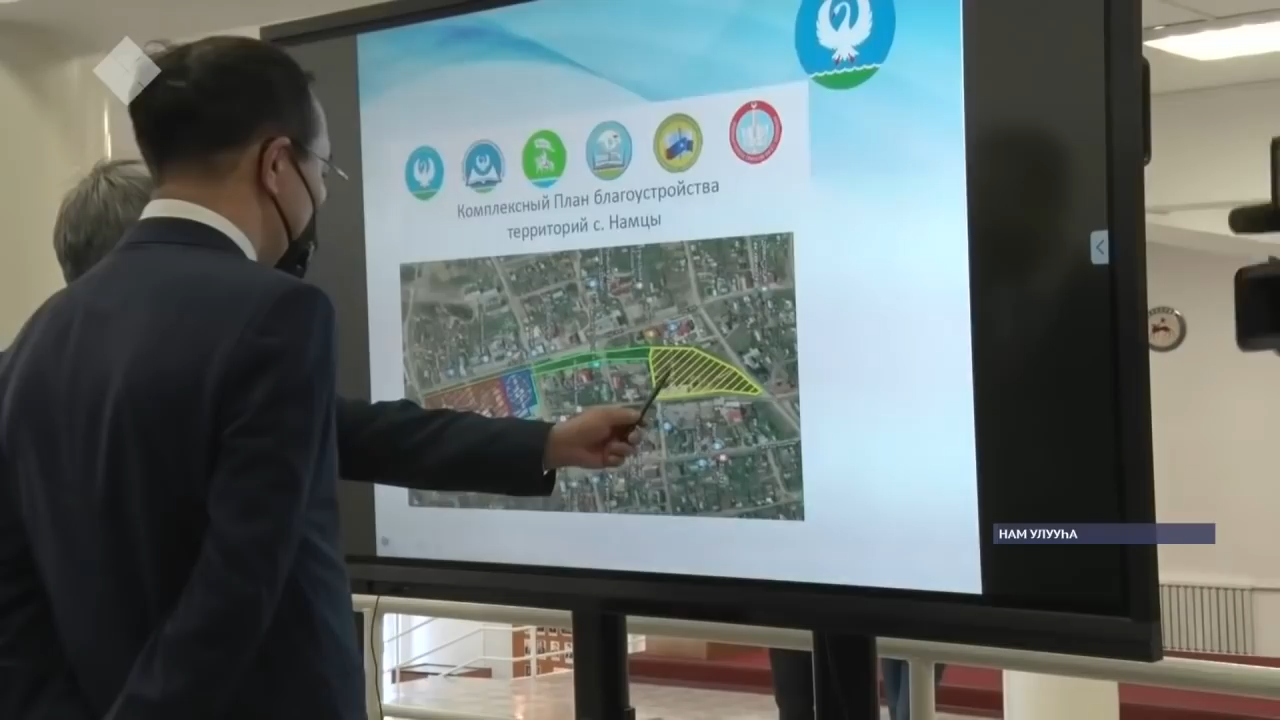 Комплексный План благоустройства
территорий с. Намцы
НАМ УЛУУҺА